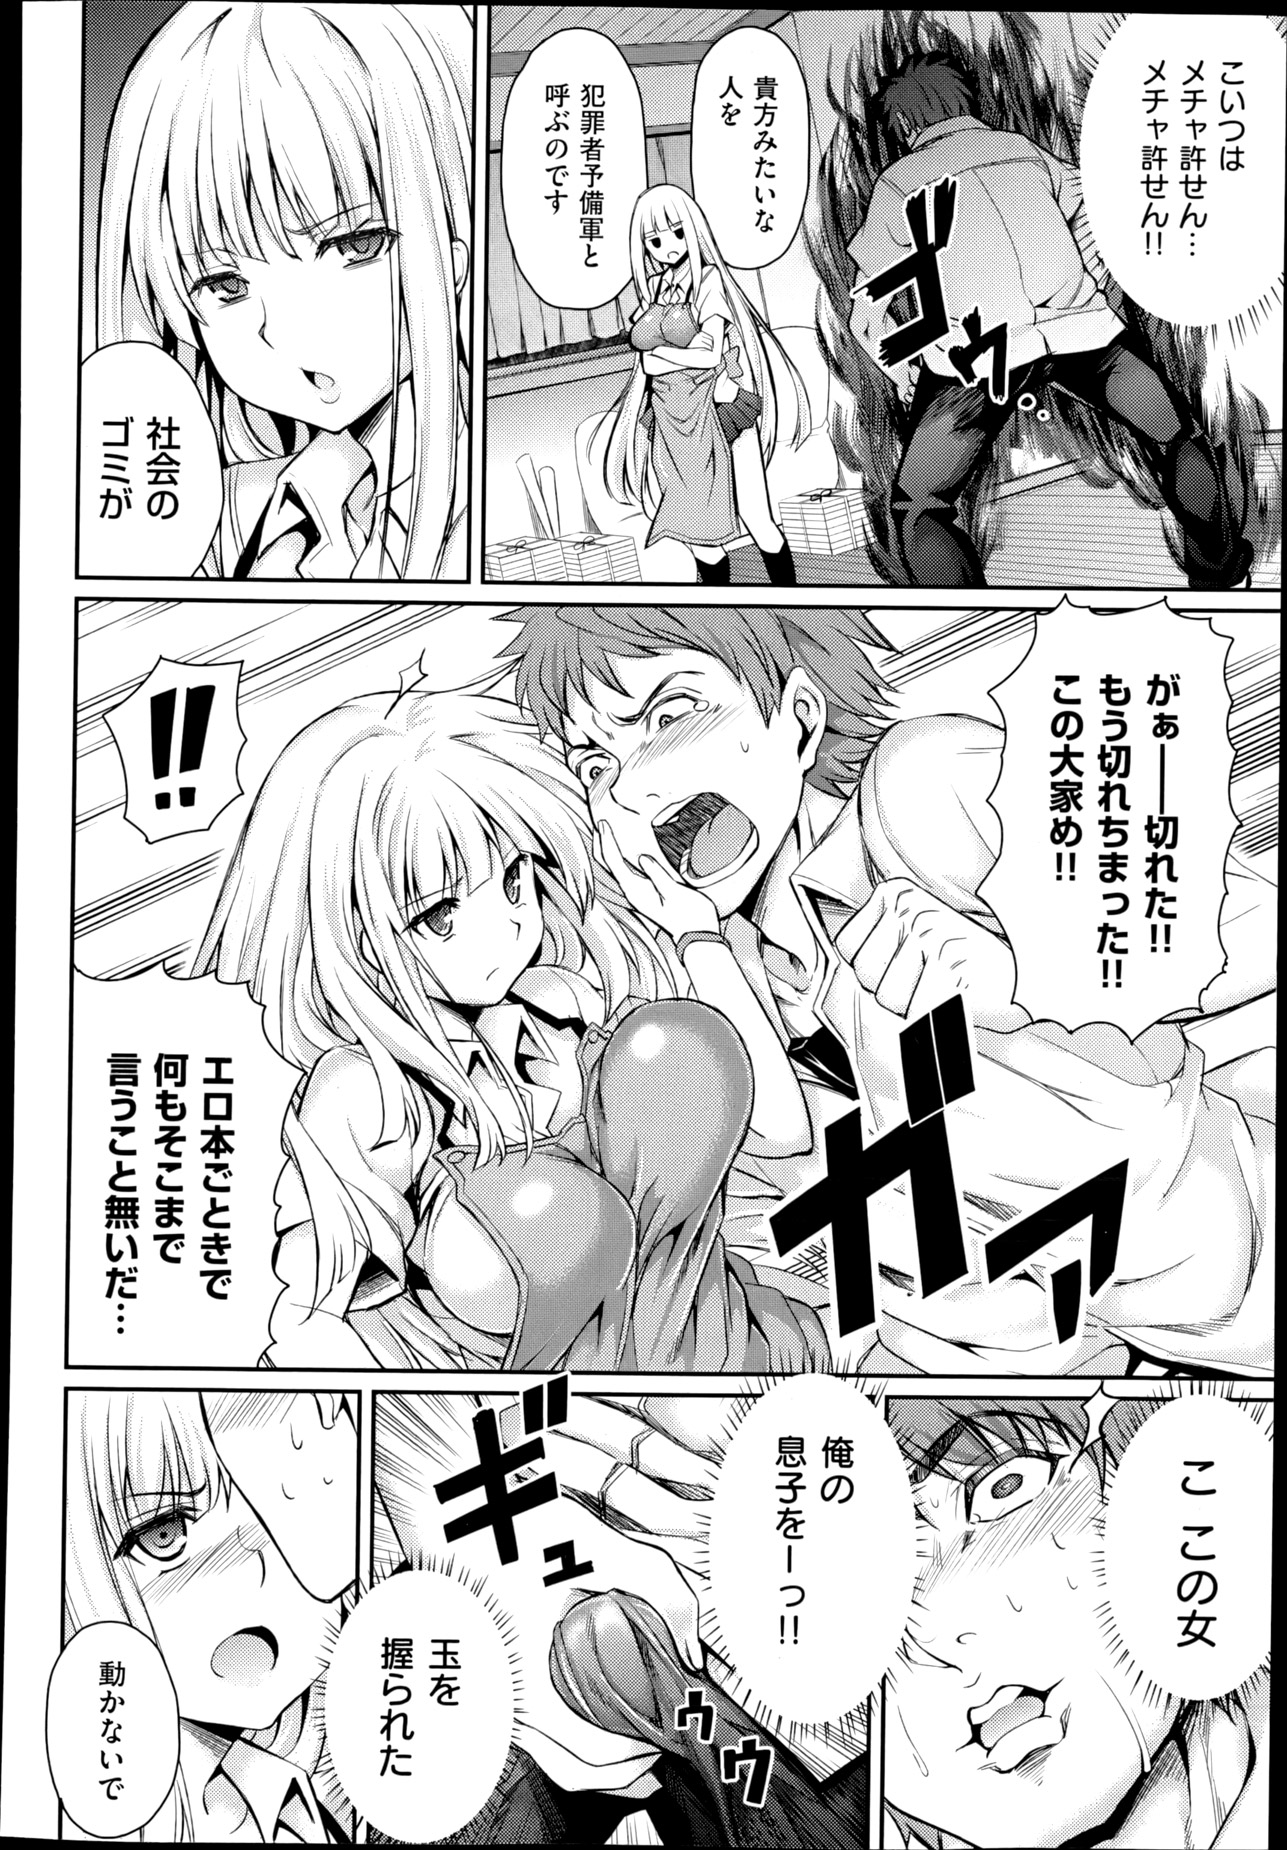 こいつは
メチャ許せん…
メチャ許せん!!
ゴ
ゥ
貴方みたいな
人を
犯罪者予備軍と
呼ぶのです
社会の
ゴミが
がぁ――切れた!!
もう切れちまった!!
この大家め!!
ガァッ
!!
エロ本ごときで
何もそこまで
言うこと無いだ…
こ この女
俺の
息子をーっ!!
ギュ
ゥゥ
玉を
握られた
動かないで